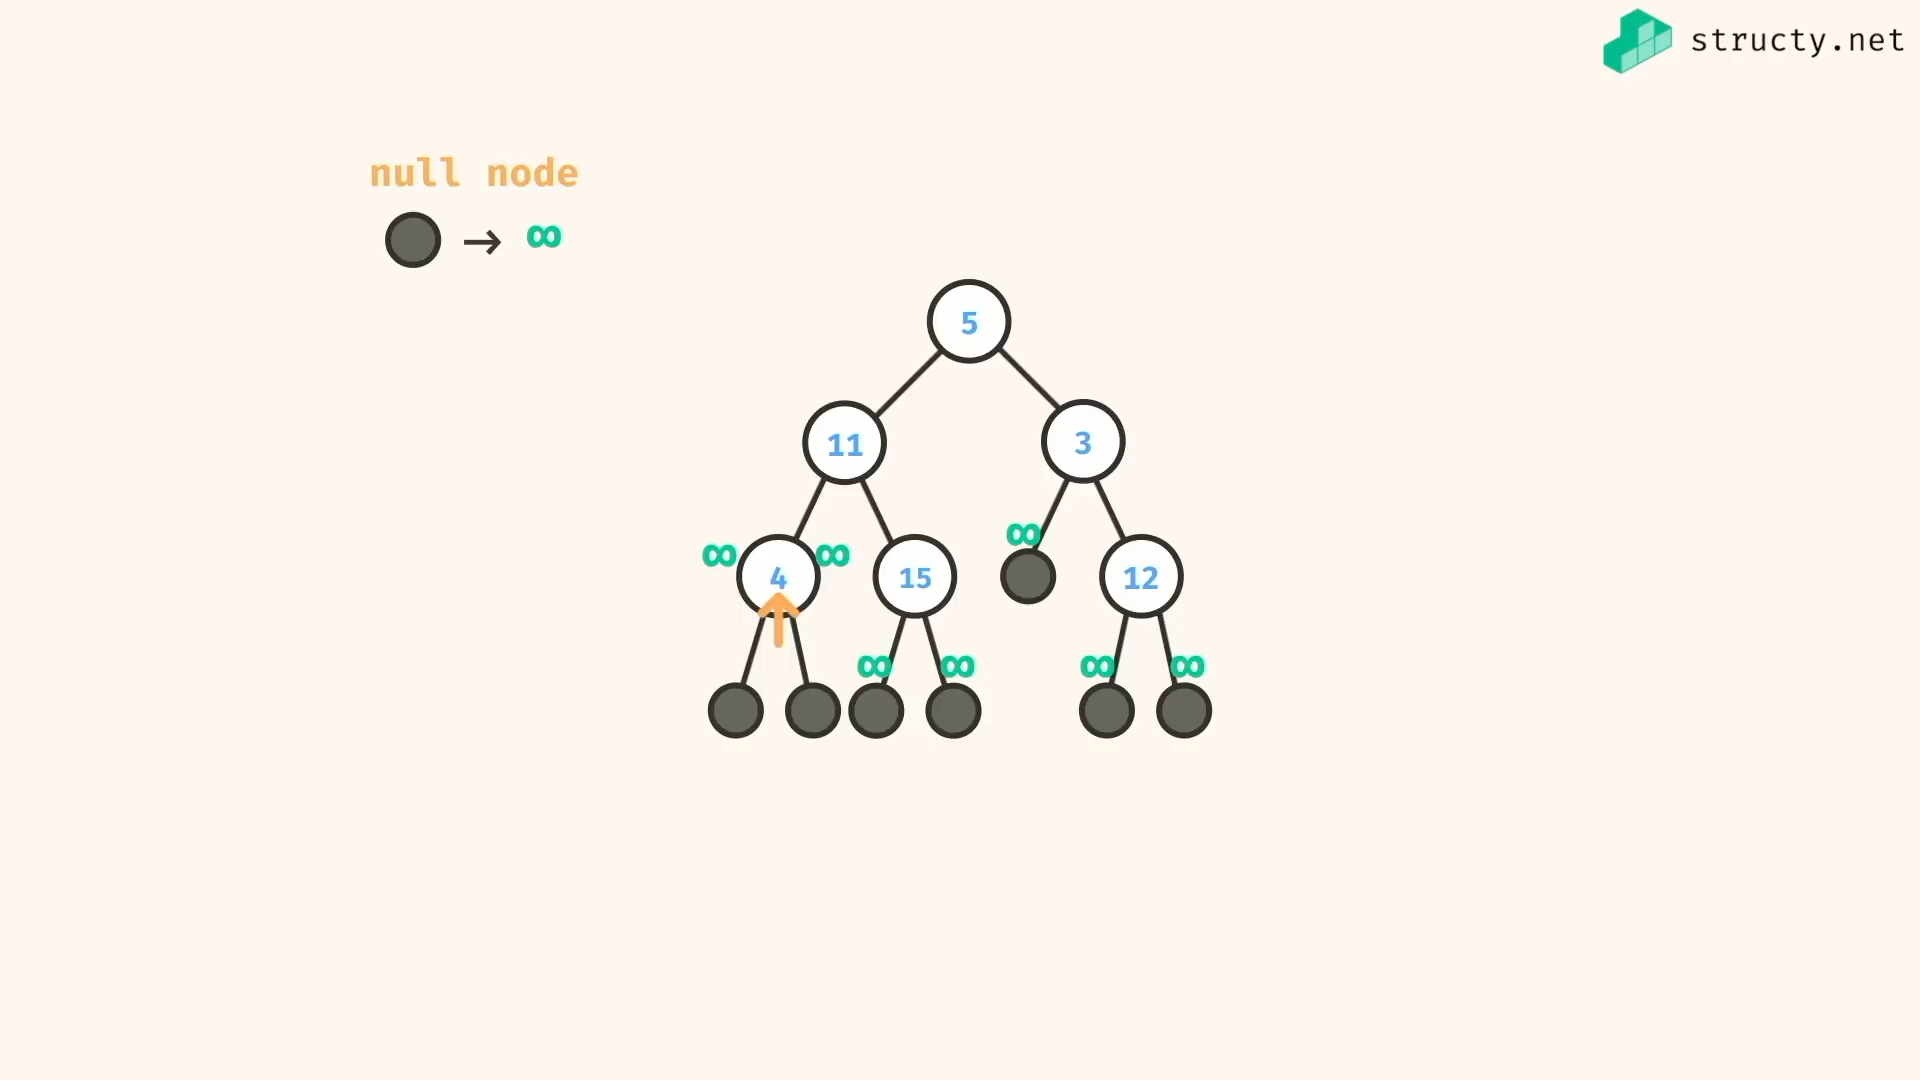 structy.net
null node
→ ∞
5
11 3
∞
∞ 4 ∞ 15 12
∞ ∞ ∞ ∞